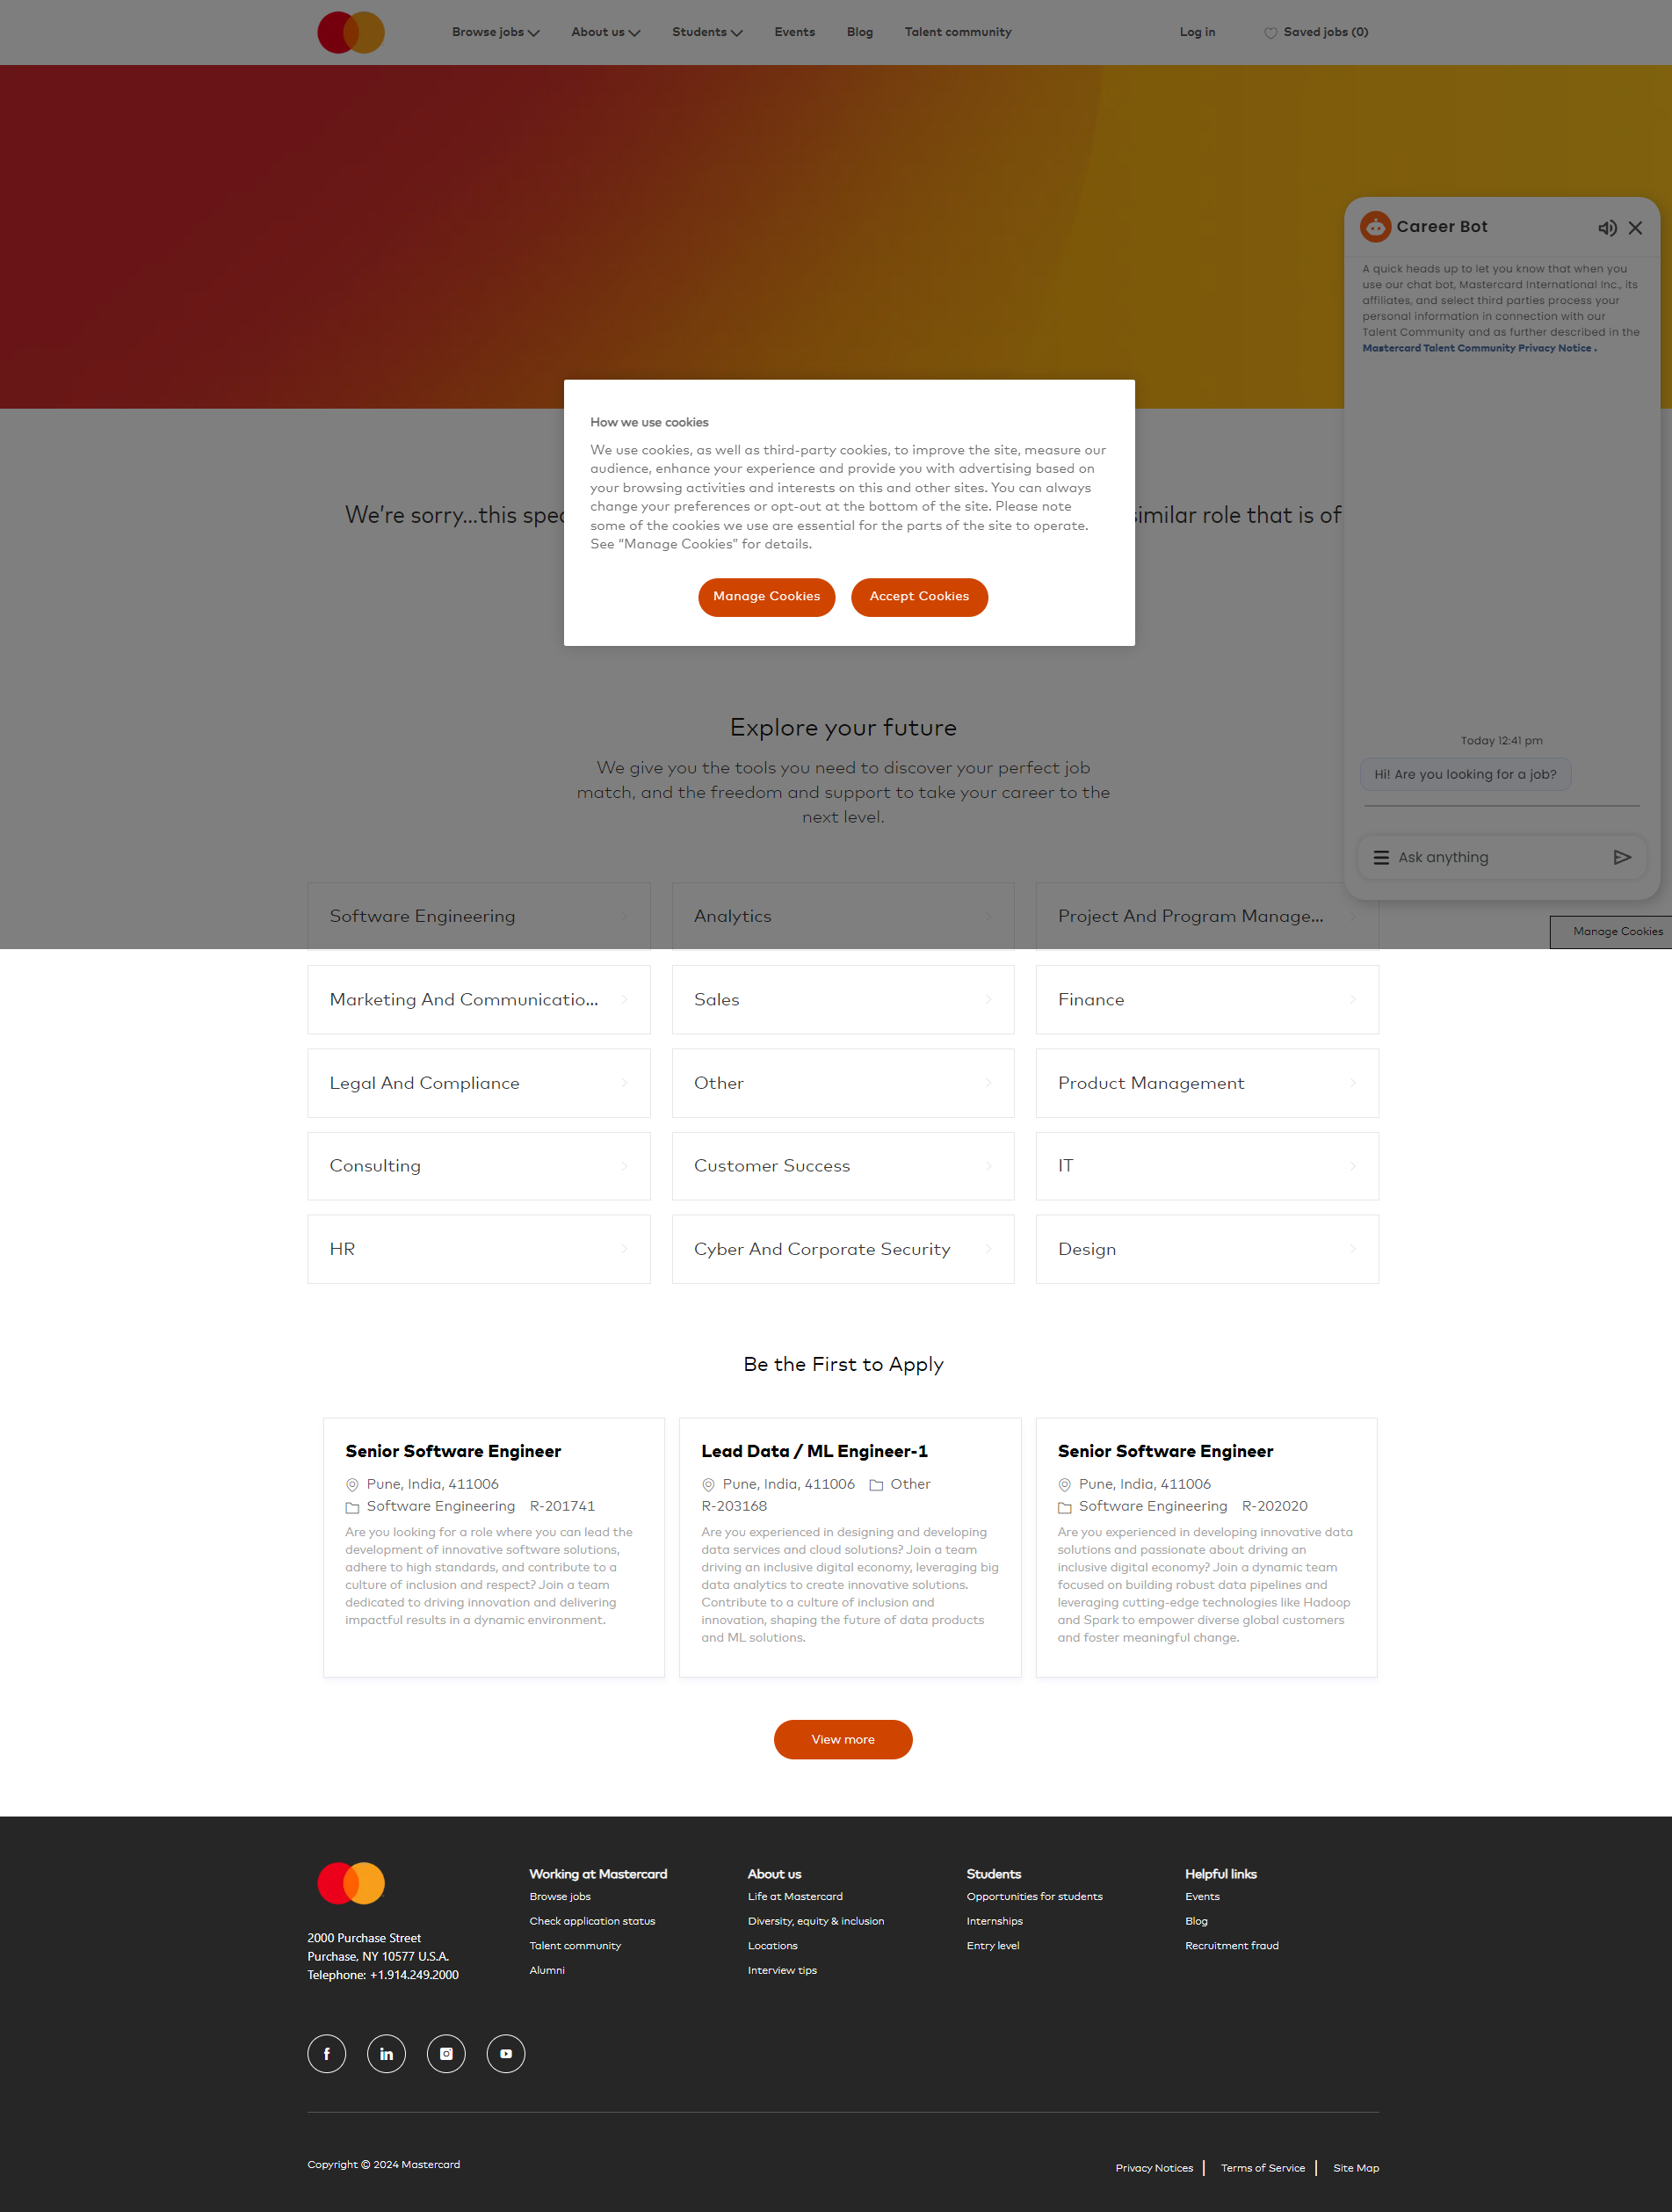 Browse jobs About us Students Events Blog Talent community Log in Saved jobs (0)
Career Bot
A quick heads up to let you know that when you
use our chat bot, Mastercard International Inc., its
affiliates, and select third parties process your
personal information in connection with our
Talent Community and as further described in the
Mastercard Talent Community Privacy Notice .
How we use cookies
We use cookies, as well as third-party cookies, to improve the site, measure our
audience, enhance your experience and provide you with advertising based on
your browsing activities and interests on this and other sites. You can always
change your preferences or opt-out at the bottom of the site. Please note
some of the cookies we use are essential for the parts of the site to operate.
See “Manage Cookies” for details.
Manage Cookies Accept Cookies
We’re sorry…this similar role that is of
Explore your future
We give you the tools you need to discover your perfect job
match, and the freedom and support to take your career to the
next level.
Today 12:41 pm
Hi! Are you looking for a job?
Ask anything
Software Engineering Analytics Project And Program Manage...
Manage Cookies
Marketing And Communicatio... Sales Finance
Legal And Compliance Other Product Management
Consulting Customer Success IT
HR Cyber And Corporate Security Design
Be the First to Apply
Senior Software Engineer
Pune, India, 411006
Software Engineering R-201741
Are you looking for a role where you can lead the
development of innovative software solutions,
adhere to high standards, and contribute to a
culture of inclusion and respect? Join a team
dedicated to driving innovation and delivering
impactful results in a dynamic environment.
Lead Data / ML Engineer-1
Pune, India, 411006 Other
R-203168
Are you experienced in designing and developing
data services and cloud solutions? Join a team
driving an inclusive digital economy, leveraging big
data analytics to create innovative solutions.
Contribute to a culture of inclusion and
innovation, shaping the future of data products
and ML solutions.
Senior Software Engineer
Pune, India, 411006
Software Engineering R-202020
Are you experienced in developing innovative data
solutions and passionate about driving an
inclusive digital economy? Join a dynamic team
focused on building robust data pipelines and
leveraging cutting-edge technologies like Hadoop
and Spark to empower diverse global customers
and foster meaningful change.
View more
2000 Purchase Street
Purchase, NY 10577 U.S.A.
Telephone: +1.914.249.2000
Working at Mastercard
Browse jobs
Check application status
Talent community
Alumni
About us
Life at Mastercard
Diversity, equity & inclusion
Locations
Interview tips
Students
Opportunities for students
Internships
Entry level
Helpful links
Events
Blog
Recruitment fraud
Copyright © 2024 Mastercard
Privacy Notices Terms of Service Site Map